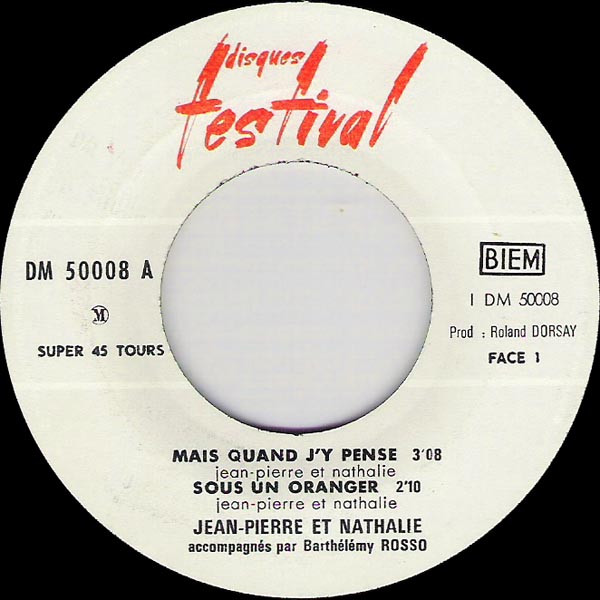 disques
festival
DM 50008 A
BIEM
1 DM 50008
M
SUPER 45 TOURS
Prod : Roland DORSAY
FACE 1
MAIS QUAND J'Y PENSE 3'08
jean-pierre et nathalie
SOUS UN ORANGER 2'10
jean-pierre et nathalie
JEAN-PIERRE ET NATHALIE
accompagnés par Barthélémy ROSSO